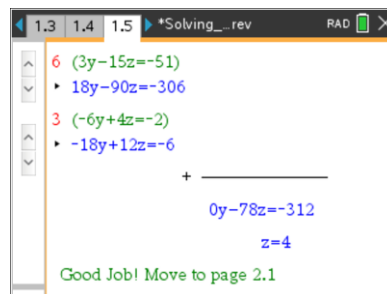 1.3 1.4 1.5 *Solving_...rev RAD
6 (3y-15z=-51)
▸ 18y-90z=-306
3 (-6y+4z=-2)
▸ -18y+12z=-6
+
0y-78z=-312
z=4
Good Job! Move to page 2.1